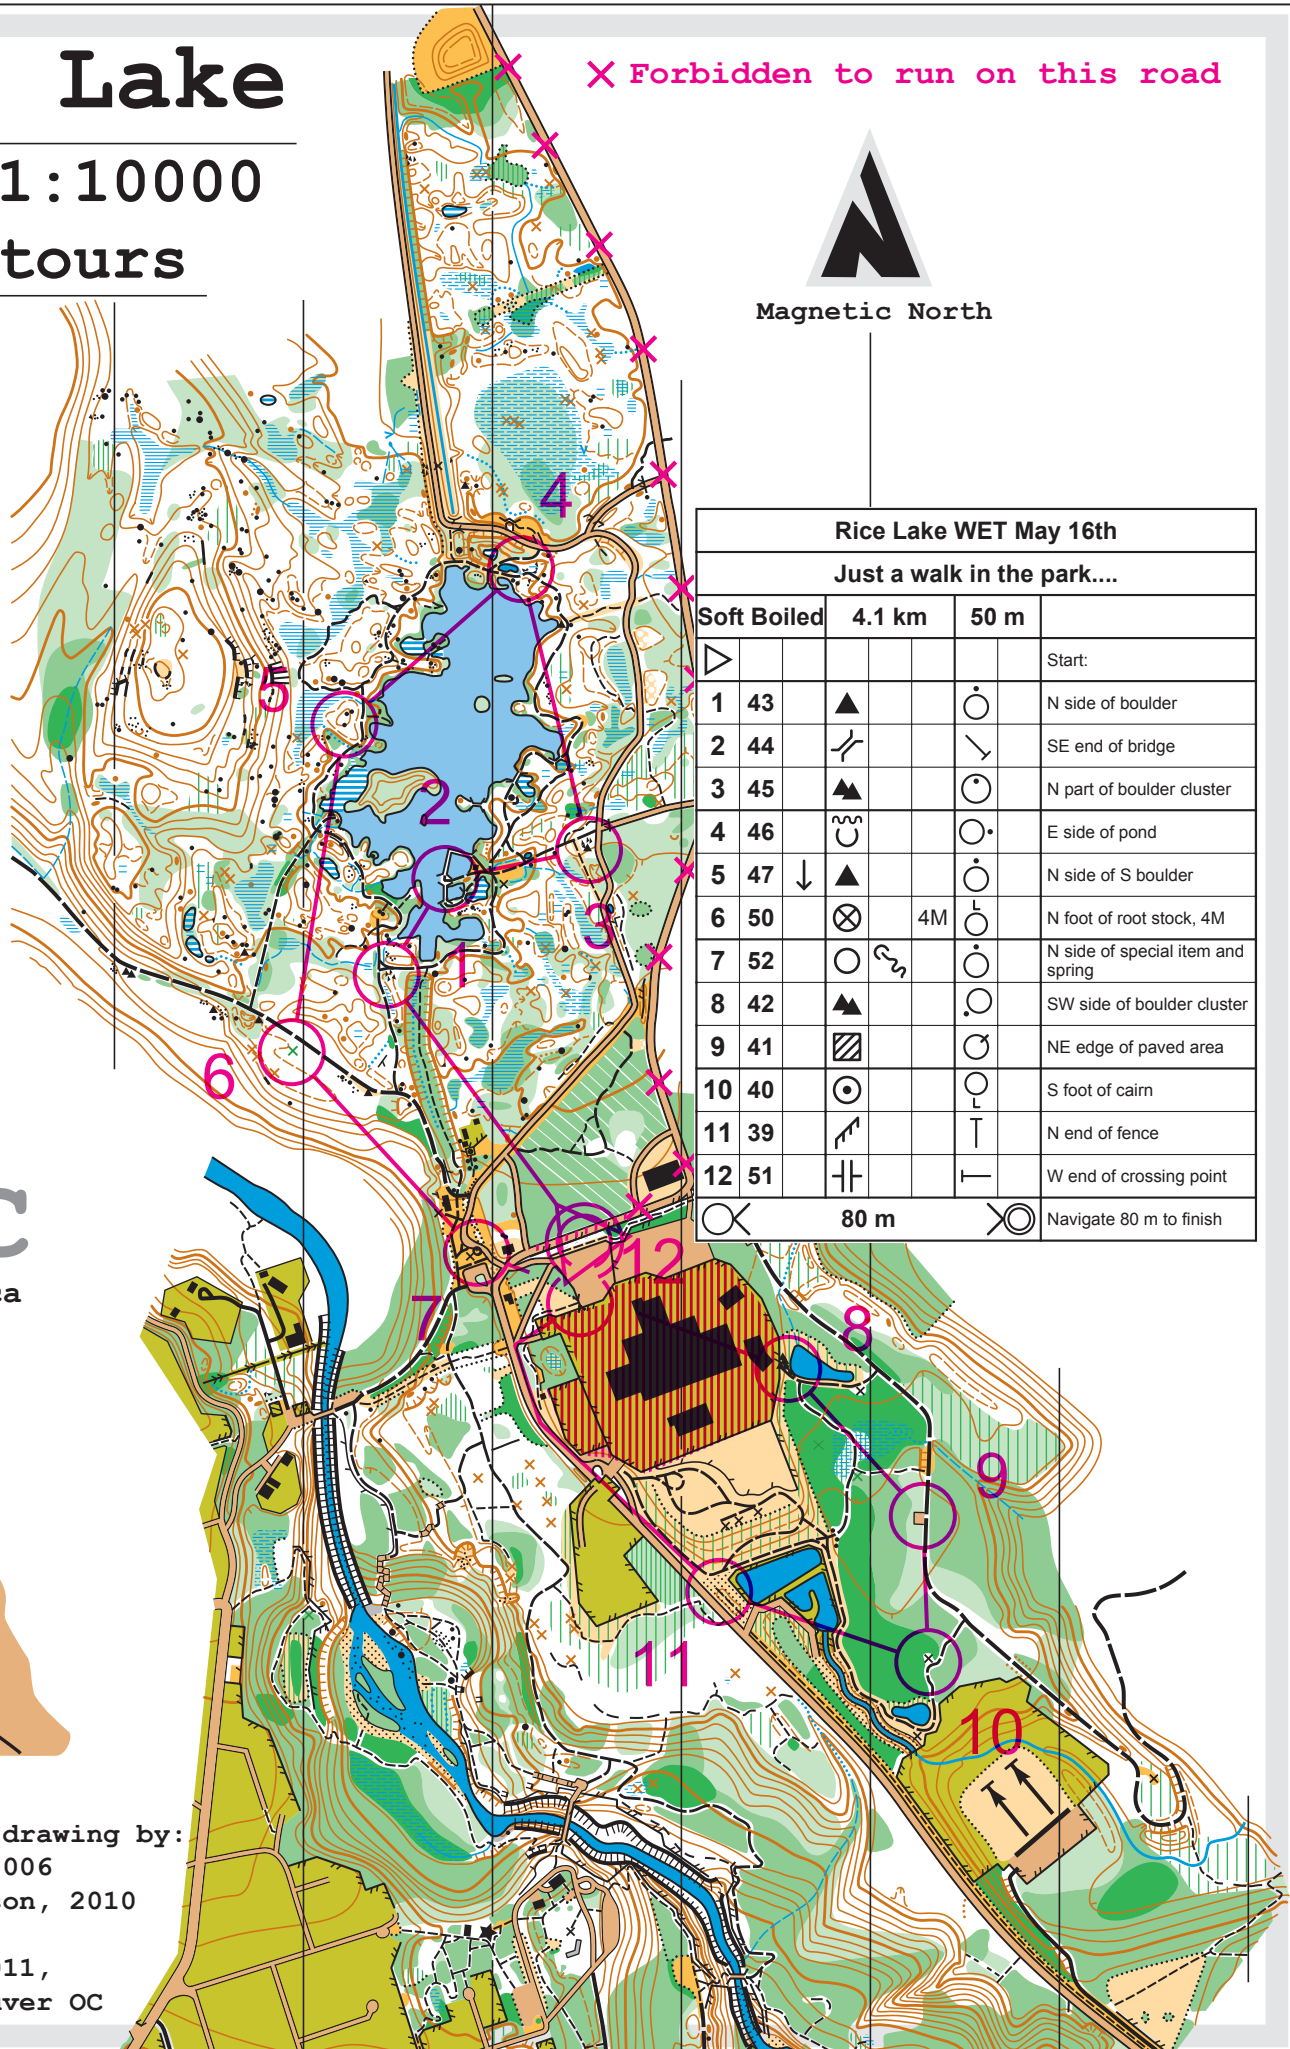 Lake
1:10000
tours
Forbidden to run on this road
Magnetic North
Rice Lake WET May 16th
Just a walk in the park....
Soft Boiled 4.1 km 50 m
Start:
1 43 N side of boulder
2 44 SE end of bridge
3 45 N part of boulder cluster
4 46 E side of pond
5 47 N side of S boulder
6 50 4M N foot of root stock, 4M
7 52 N side of special item and
spring
8 42 SW side of boulder cluster
9 41 NE edge of paved area
10 40 S foot of cairn
11 39 N end of fence
12 51 W end of crossing point
80 m Navigate 80 m to finish
4
5
2
3
1
6
12
7
8
9
11
10
C
ca
drawing by:
006
son, 2010
011,
uver OC